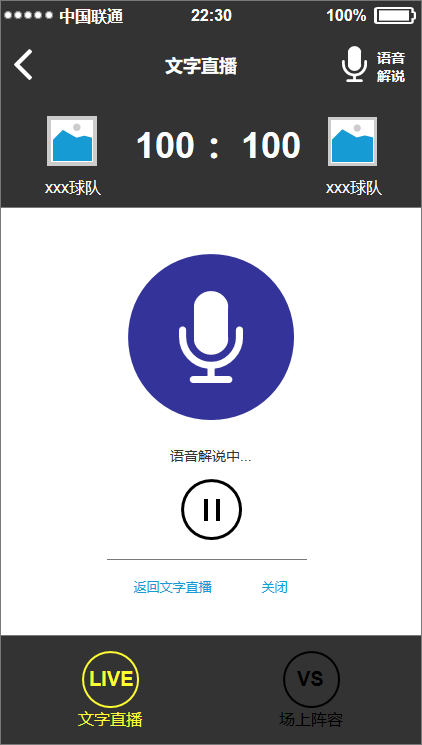 中国联通 22:30 100%
文字直播
语音
解说
100 : 100
xxx球队 xxx球队
语音解说中...
返回文字直播 关闭
LIVE VS
文字直播 场上阵容